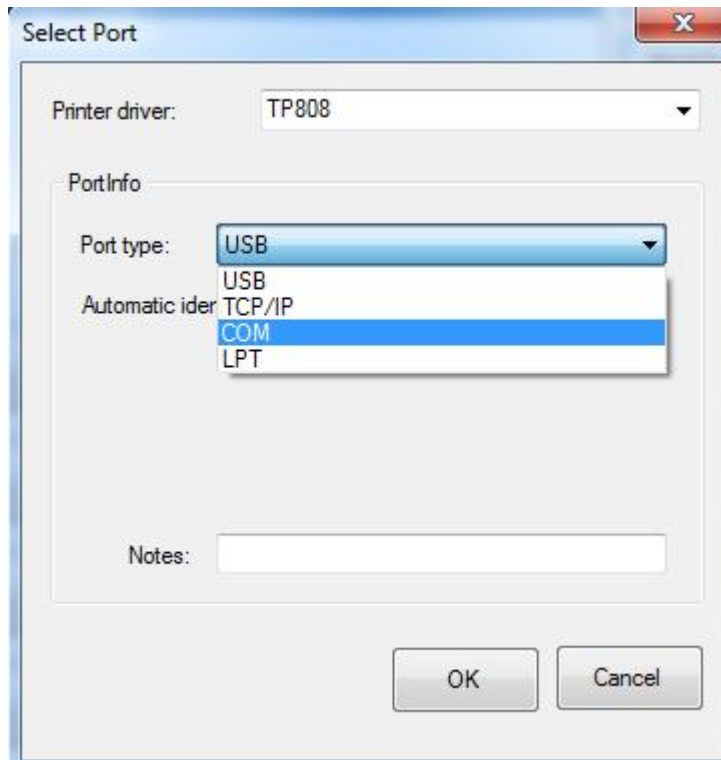 Select Port
Printer driver: TP808
PortInfo
Port type: USB
USB
Automatic ider TCP/IP
COM
LPT
Notes:
OK Cancel